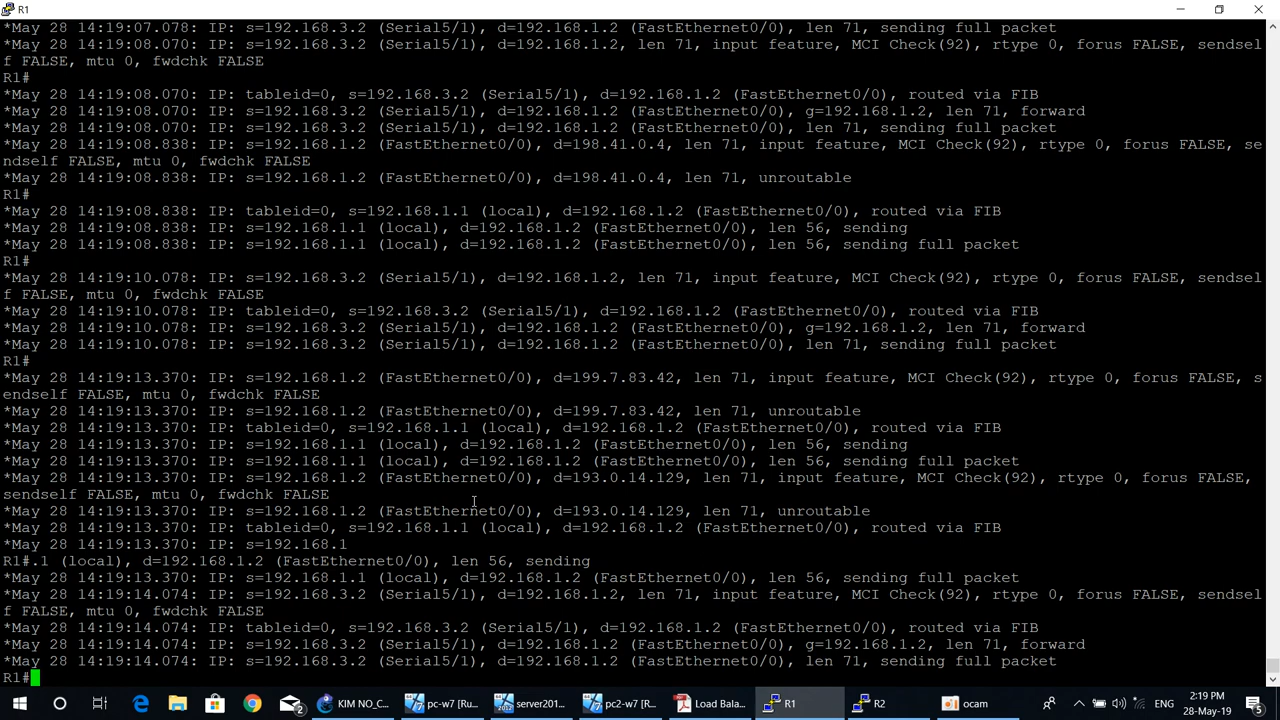 R1
*May 28 14:19:07.078: IP: s=192.168.3.2 (Serial5/1), d=192.168.1.2 (FastEthernet0/0), len 71, sending full packet
*May 28 14:19:08.070: IP: s=192.168.3.2 (Serial5/1), d=192.168.1.2, len 71, input feature, MCI Check(92), rtype 0, forus FALSE, sendsel
f FALSE, mtu 0, fwdchk FALSE
R1#
*May 28 14:19:08.070: IP: tableid=0, s=192.168.3.2 (Serial5/1), d=192.168.1.2 (FastEthernet0/0), routed via FIB
*May 28 14:19:08.070: IP: s=192.168.3.2 (Serial5/1), d=192.168.1.2 (FastEthernet0/0), g=192.168.1.2, len 71, forward
*May 28 14:19:08.070: IP: s=192.168.3.2 (Serial5/1), d=192.168.1.2 (FastEthernet0/0), len 71, sending full packet
*May 28 14:19:08.838: IP: s=192.168.1.2 (FastEthernet0/0), d=198.41.0.4, len 71, input feature, MCI Check(92), rtype 0, forus FALSE, se
ndself FALSE, mtu 0, fwdchk FALSE
*May 28 14:19:08.838: IP: s=192.168.1.2 (FastEthernet0/0), d=198.41.0.4, len 71, unroutable
R1#
*May 28 14:19:08.838: IP: tableid=0, s=192.168.1.1 (local), d=192.168.1.2 (FastEthernet0/0), routed via FIB
*May 28 14:19:08.838: IP: s=192.168.1.1 (local), d=192.168.1.2 (FastEthernet0/0), len 56, sending
*May 28 14:19:08.838: IP: s=192.168.1.1 (local), d=192.168.1.2 (FastEthernet0/0), len 56, sending full packet
R1#
*May 28 14:19:10.078: IP: s=192.168.3.2 (Serial5/1), d=192.168.1.2, len 71, input feature, MCI Check(92), rtype 0, forus FALSE, sendsel
f FALSE, mtu 0, fwdchk FALSE
*May 28 14:19:10.078: IP: tableid=0, s=192.168.3.2 (Serial5/1), d=192.168.1.2 (FastEthernet0/0), routed via FIB
*May 28 14:19:10.078: IP: s=192.168.3.2 (Serial5/1), d=192.168.1.2 (FastEthernet0/0), g=192.168.1.2, len 71, forward
*May 28 14:19:10.078: IP: s=192.168.3.2 (Serial5/1), d=192.168.1.2 (FastEthernet0/0), len 71, sending full packet
R1#
*May 28 14:19:13.370: IP: s=192.168.1.2 (FastEthernet0/0), d=199.7.83.42, len 71, input feature, MCI Check(92), rtype 0, forus FALSE, s
endself FALSE, mtu 0, fwdchk FALSE
*May 28 14:19:13.370: IP: s=192.168.1.2 (FastEthernet0/0), d=199.7.83.42, len 71, unroutable
*May 28 14:19:13.370: IP: tableid=0, s=192.168.1.1 (local), d=192.168.1.2 (FastEthernet0/0), routed via FIB
*May 28 14:19:13.370: IP: s=192.168.1.1 (local), d=192.168.1.2 (FastEthernet0/0), len 56, sending
*May 28 14:19:13.370: IP: s=192.168.1.1 (local), d=192.168.1.2 (FastEthernet0/0), len 56, sending full packet
*May 28 14:19:13.370: IP: s=192.168.1.2 (FastEthernet0/0), d=193.0.14.129, len 71, input feature, MCI Check(92), rtype 0, forus FALSE,
sendself FALSE, mtu 0, fwdchk FALSE
*May 28 14:19:13.370: IP: s=192.168.1.2 (FastEthernet0/0), d=193.0.14.129, len 71, unroutable
*May 28 14:19:13.370: IP: tableid=0, s=192.168.1.1 (local), d=192.168.1.2 (FastEthernet0/0), routed via FIB
*May 28 14:19:13.370: IP: s=192.168.1
R1#.1 (local), d=192.168.1.2 (FastEthernet0/0), len 56, sending
*May 28 14:19:13.370: IP: s=192.168.1.1 (local), d=192.168.1.2 (FastEthernet0/0), len 56, sending full packet
*May 28 14:19:14.074: IP: s=192.168.3.2 (Serial5/1), d=192.168.1.2, len 71, input feature, MCI Check(92), rtype 0, forus FALSE, sendsel
f FALSE, mtu 0, fwdchk FALSE
*May 28 14:19:14.074: IP: tableid=0, s=192.168.3.2 (Serial5/1), d=192.168.1.2 (FastEthernet0/0), routed via FIB
*May 28 14:19:14.074: IP: s=192.168.3.2 (Serial5/1), d=192.168.1.2 (FastEthernet0/0), g=192.168.1.2, len 71, forward
*May 28 14:19:14.074: IP: s=192.168.3.2 (Serial5/1), d=192.168.1.2 (FastEthernet0/0), len 71, sending full packet
R1#
2 KIM NO_C... pc-w7 [Ru... server201... pc2-w7 [R... Load Bala... R1 R2 ocam ENG 2:19 PM
28-May-19 5